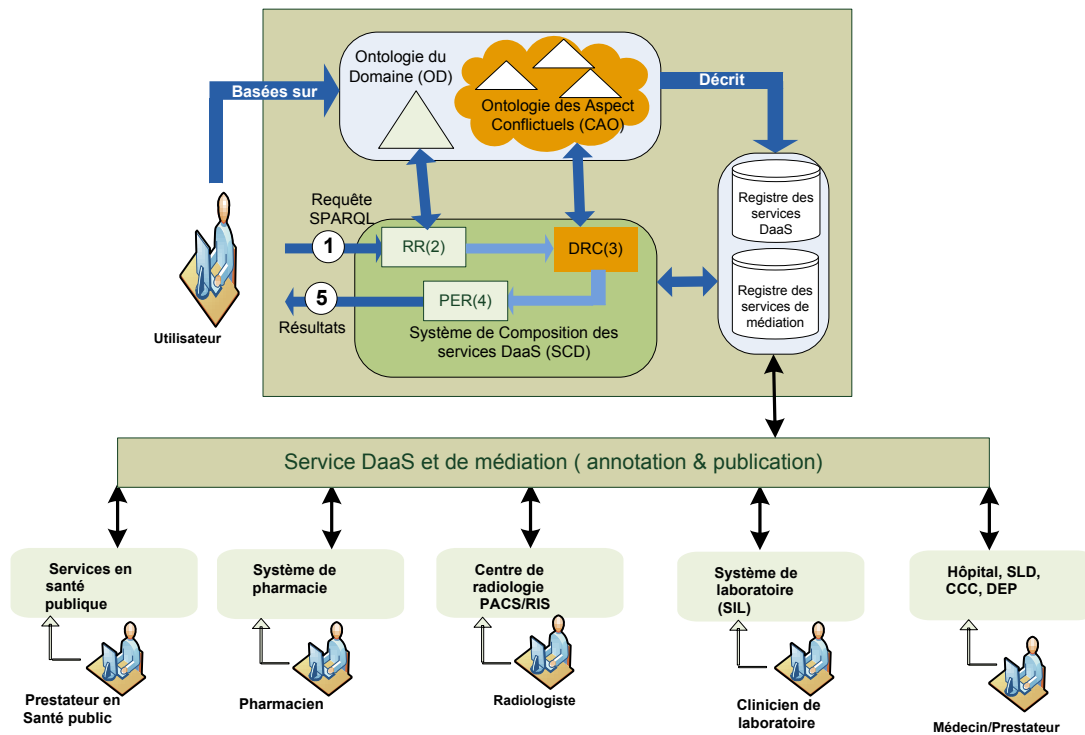 Ontologie du
Domaine (OD)
Ontologie des Aspect
Conflictuels (CAO)
Basées sur
Décrit
Registre des
services
DaaS
Registre des
services de
médiation
Requête
SPARQL
1
RR(2)
DRC(3)
5
PER(4)
Résultats
Système de Composition des
services DaaS (SCD)
Utilisateur
Service DaaS et de médiation ( annotation & publication)
Services en
santé
publique
Système de
pharmacie
Centre de
radiologie
PACS/RIS
Système de
laboratoire
(SIL)
Hôpital, SLD,
CCC, DEP
Prestateur en
Santé public
Pharmacien
Radiologiste
Clinicien de
laboratoire
Médecin/Prestateur